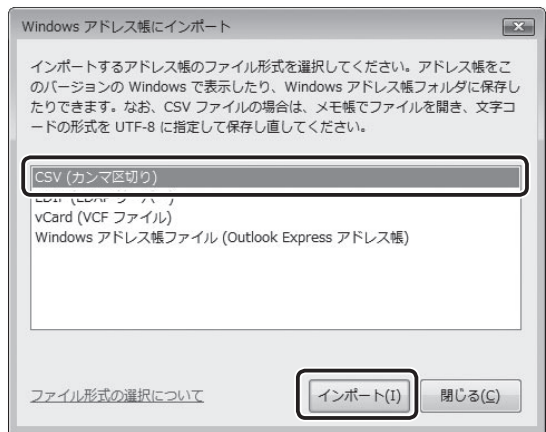 Windows アドレス帳にインポート
インポートするアドレス帳のファイル形式を選択してください。アドレス帳をこ
のバージョンの Windows で表示したり、Windows アドレス帳フォルダに保存し
たりできます。なお、CSV ファイルの場合は、メモ帳でファイルを開き、文字コ
ードの形式を UTF-8 に指定して保存し直してください。
CSV (カンマ区切り)
vCard (VCF ファイル)
Windows アドレス帳ファイル (Outlook Express アドレス帳)
ファイル形式の選択について
インポート(I)
閉じる(C)